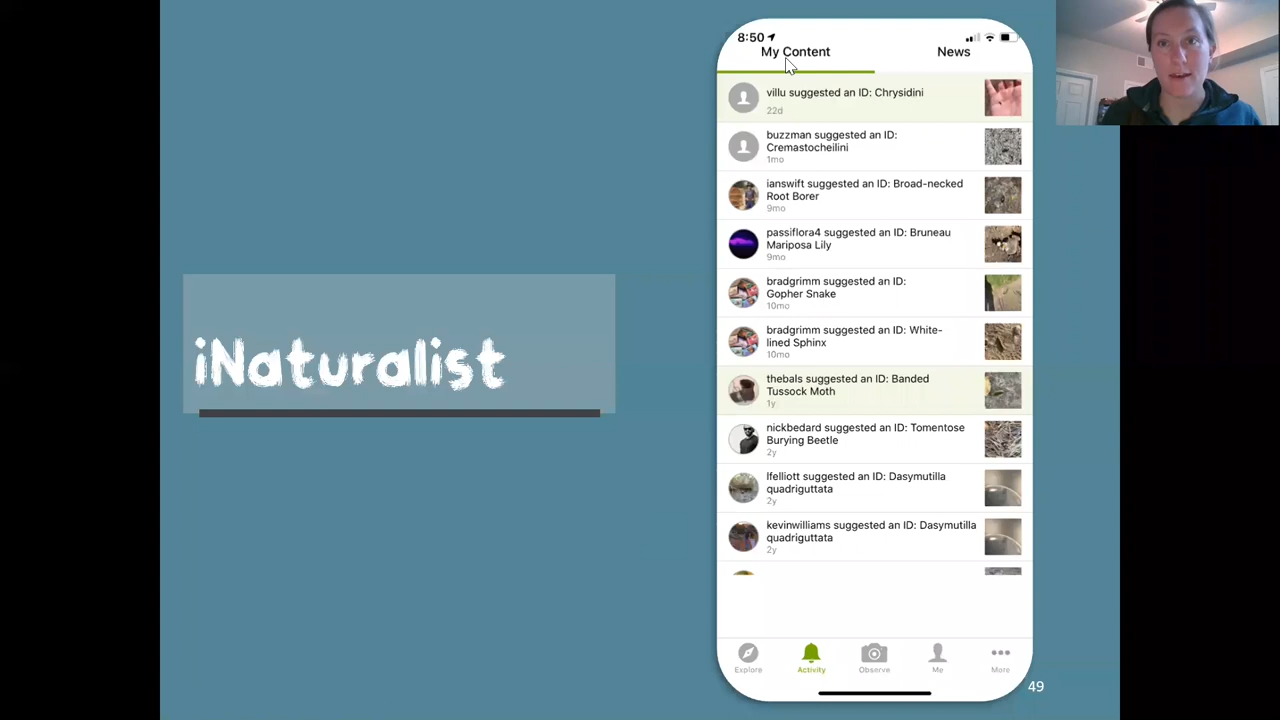 iNaturalist
8:50
My Content
News
villu suggested an ID: Chrysidini
22d
buzzman suggested an ID:
Cremastocheilini
1mo
ianswift suggested an ID: Broad-necked
Root Borer
9mo
passiflora4 suggested an ID: Bruneau
Mariposa Lily
9mo
bradgrimm suggested an ID:
Gopher Snake
10mo
bradgrimm suggested an ID: White-
lined Sphinx
10mo
thebals suggested an ID: Banded
Tussock Moth
1y
nickbedard suggested an ID: Tomentose
Burying Beetle
2y
lfelliott suggested an ID: Dasymutilla
quadriguttata
2y
kevinwilliams suggested an ID: Dasymutilla
quadriguttata
2y
Explore
Activity
Observe
Me
More
49